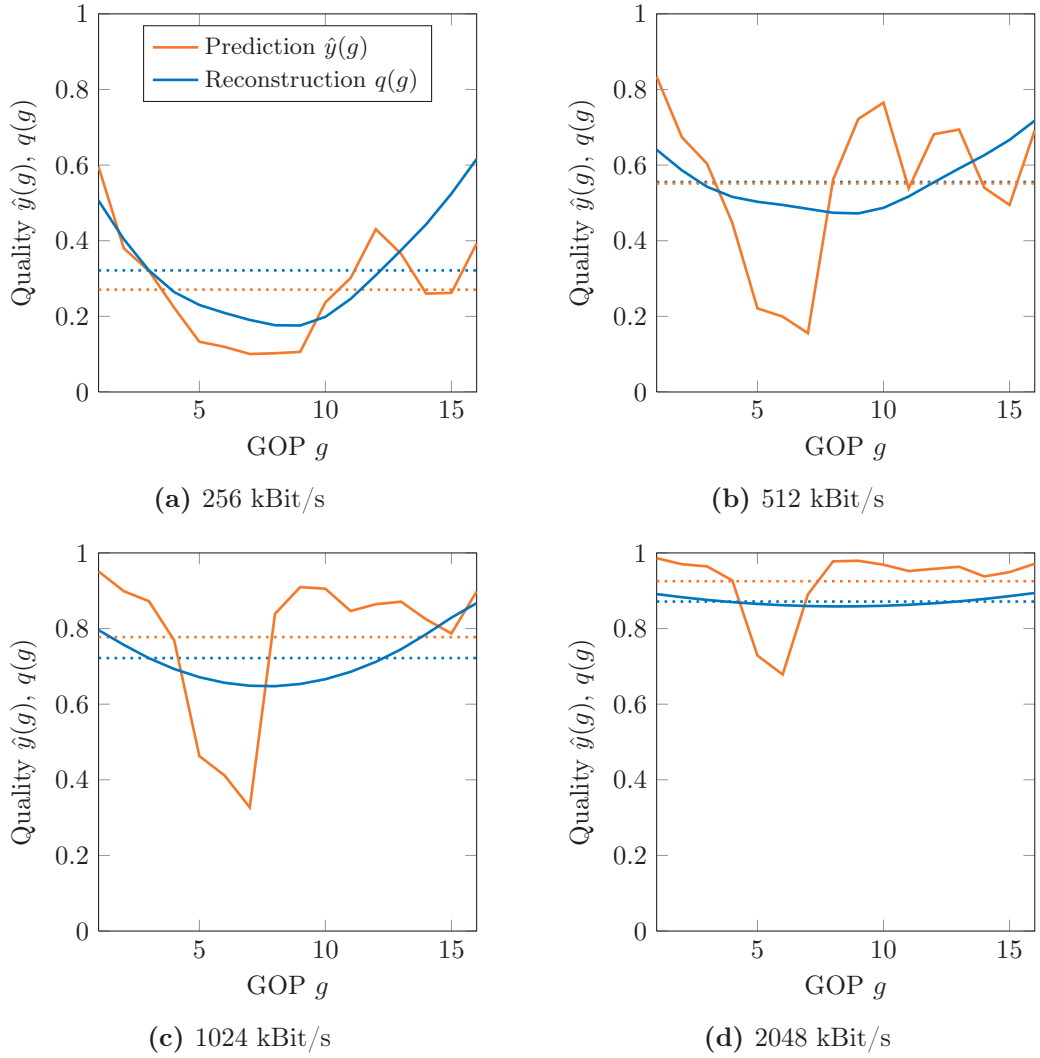 Prediction ŷ(g)
Reconstruction q(g)
Quality ŷ(g), q(g)
1
0.8
0.6
0.4
0.2
0
5 10 15
GOP g
(a) 256 kBit/s
Quality ŷ(g), q(g)
1
0.8
0.6
0.4
0.2
0
5 10 15
GOP g
(b) 512 kBit/s
Quality ŷ(g), q(g)
1
0.8
0.6
0.4
0.2
0
5 10 15
GOP g
(c) 1024 kBit/s
Quality ŷ(g), q(g)
1
0.8
0.6
0.4
0.2
0
5 10 15
GOP g
(d) 2048 kBit/s